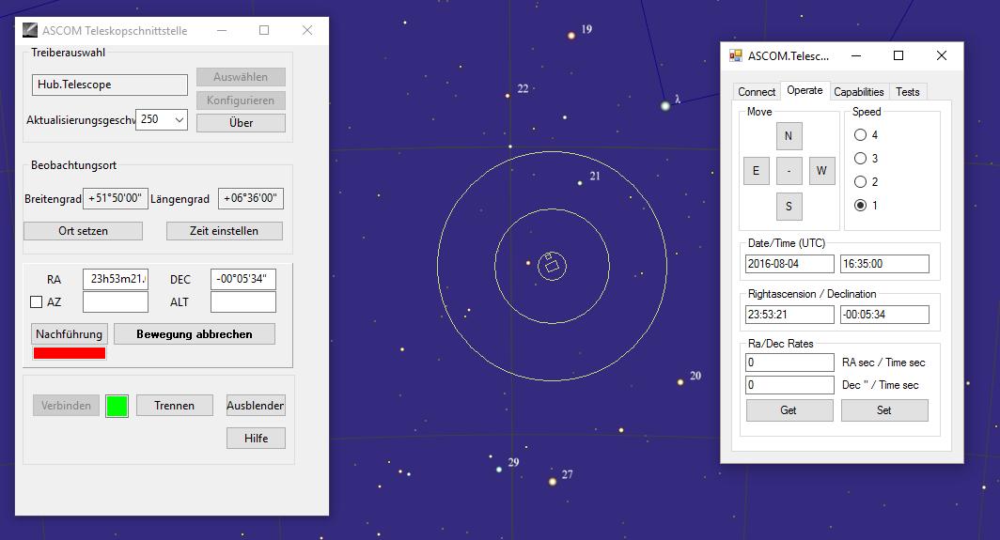 ASCOM Teleskopschnittstelle
Treiberauswahl
Hub.Telescope
Auswählen
Konfigurieren
Aktualisierungsgeschw
250
Über
Beobachtungsort
Breitengrad +51°50'00" Längengrad +06°36'00"
Ort setzen Zeit einstellen
RA 23h53m21. DEC -00°05'34"
AZ ALT
Nachführung Bewegung abbrechen
Verbinden Trennen Ausblenden
Hilfe
19
22
λ
21
20
29
27
ASCOM.Telesc...
Connect Operate Capabilities Tests
Move
N
E - W
S
Speed
4
3
2
1
Date/Time (UTC)
2016-08-04 16:35:00
Rightascension / Declination
23:53:21 -00:05:34
Ra/Dec Rates
0 RA sec / Time sec
0 Dec " / Time sec
Get Set